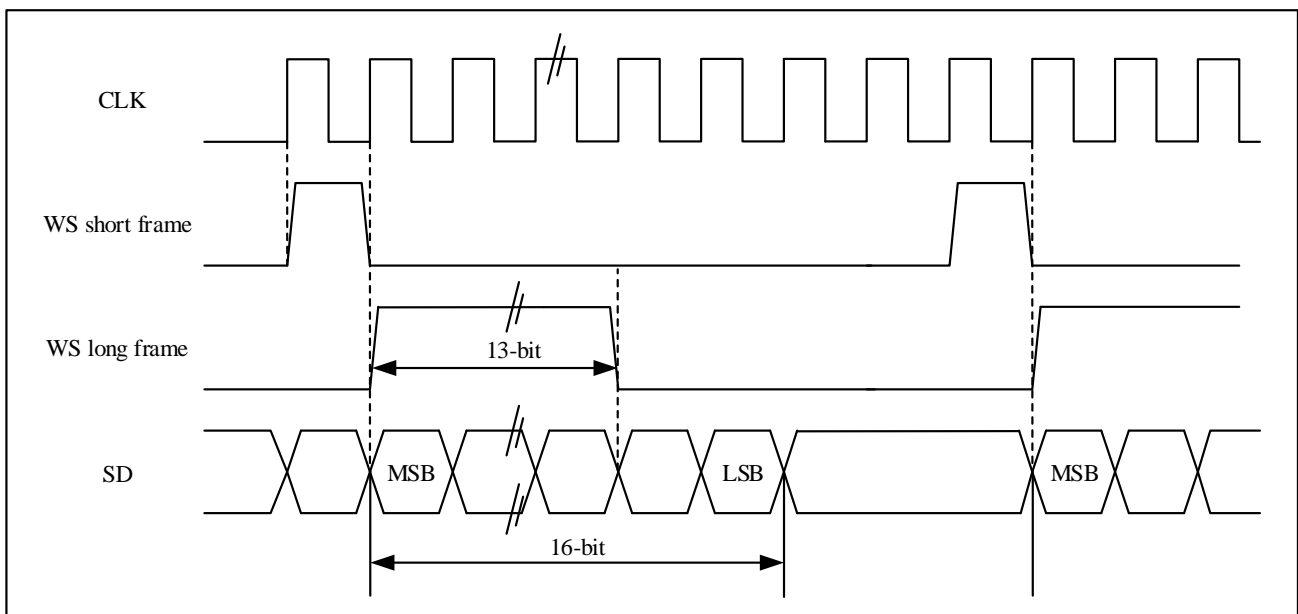 CLK
WS short frame
WS long frame
13-bit
SD
MSB
LSB
MSB
16-bit